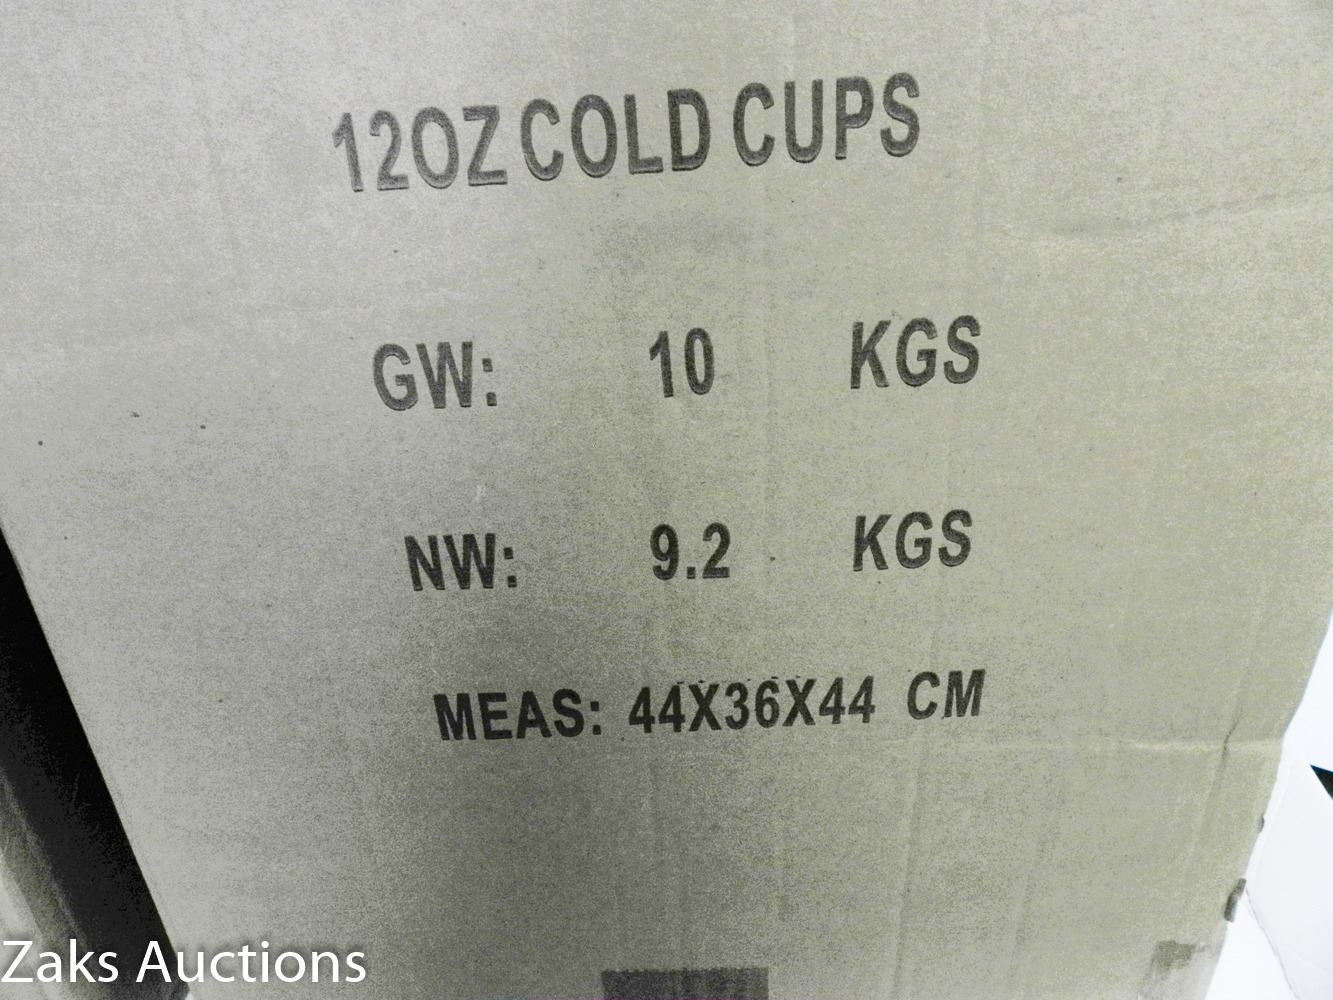 12OZ COLD CUPS
GW: 10 KGS
NW: 9.2 KGS
MEAS: 44X36X44 CM
Zaks Auctions